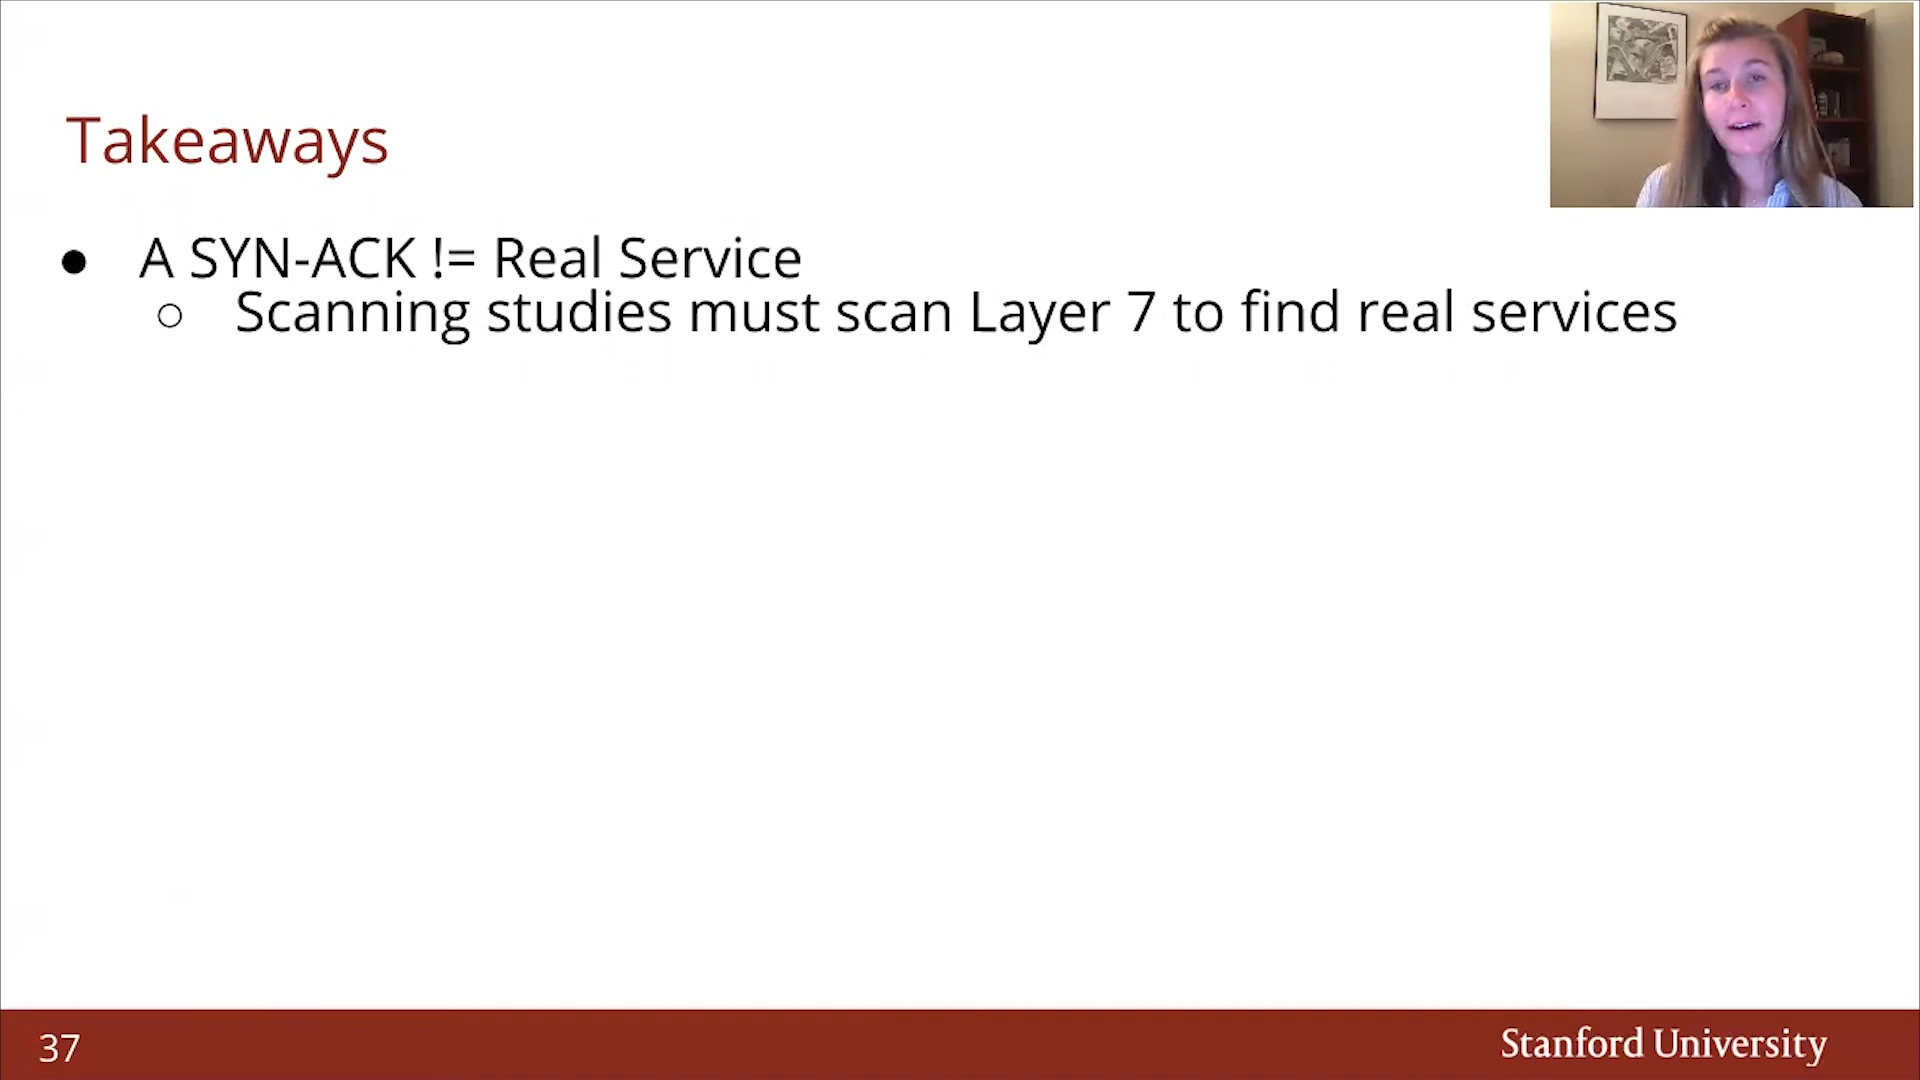 Takeaways
● A SYN-ACK != Real Service
○ Scanning studies must scan Layer 7 to find real services
37
Stanford University